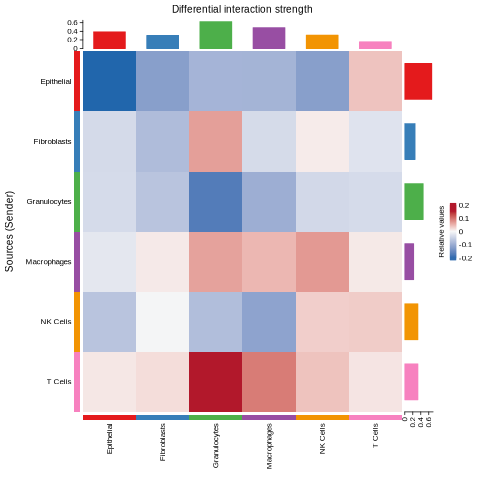 Differential interaction strength
0.6
0.4
0.2
0
Epithelial
Fibroblasts
Granulocytes
Macrophages
NK Cells
T Cells
Sources (Sender)
Relative values
0.2
0.1
0
-0.1
-0.2
0
0.2
0.4
0.6
Epithelial
Fibroblasts
Granulocytes
Macrophages
NK Cells
T Cells